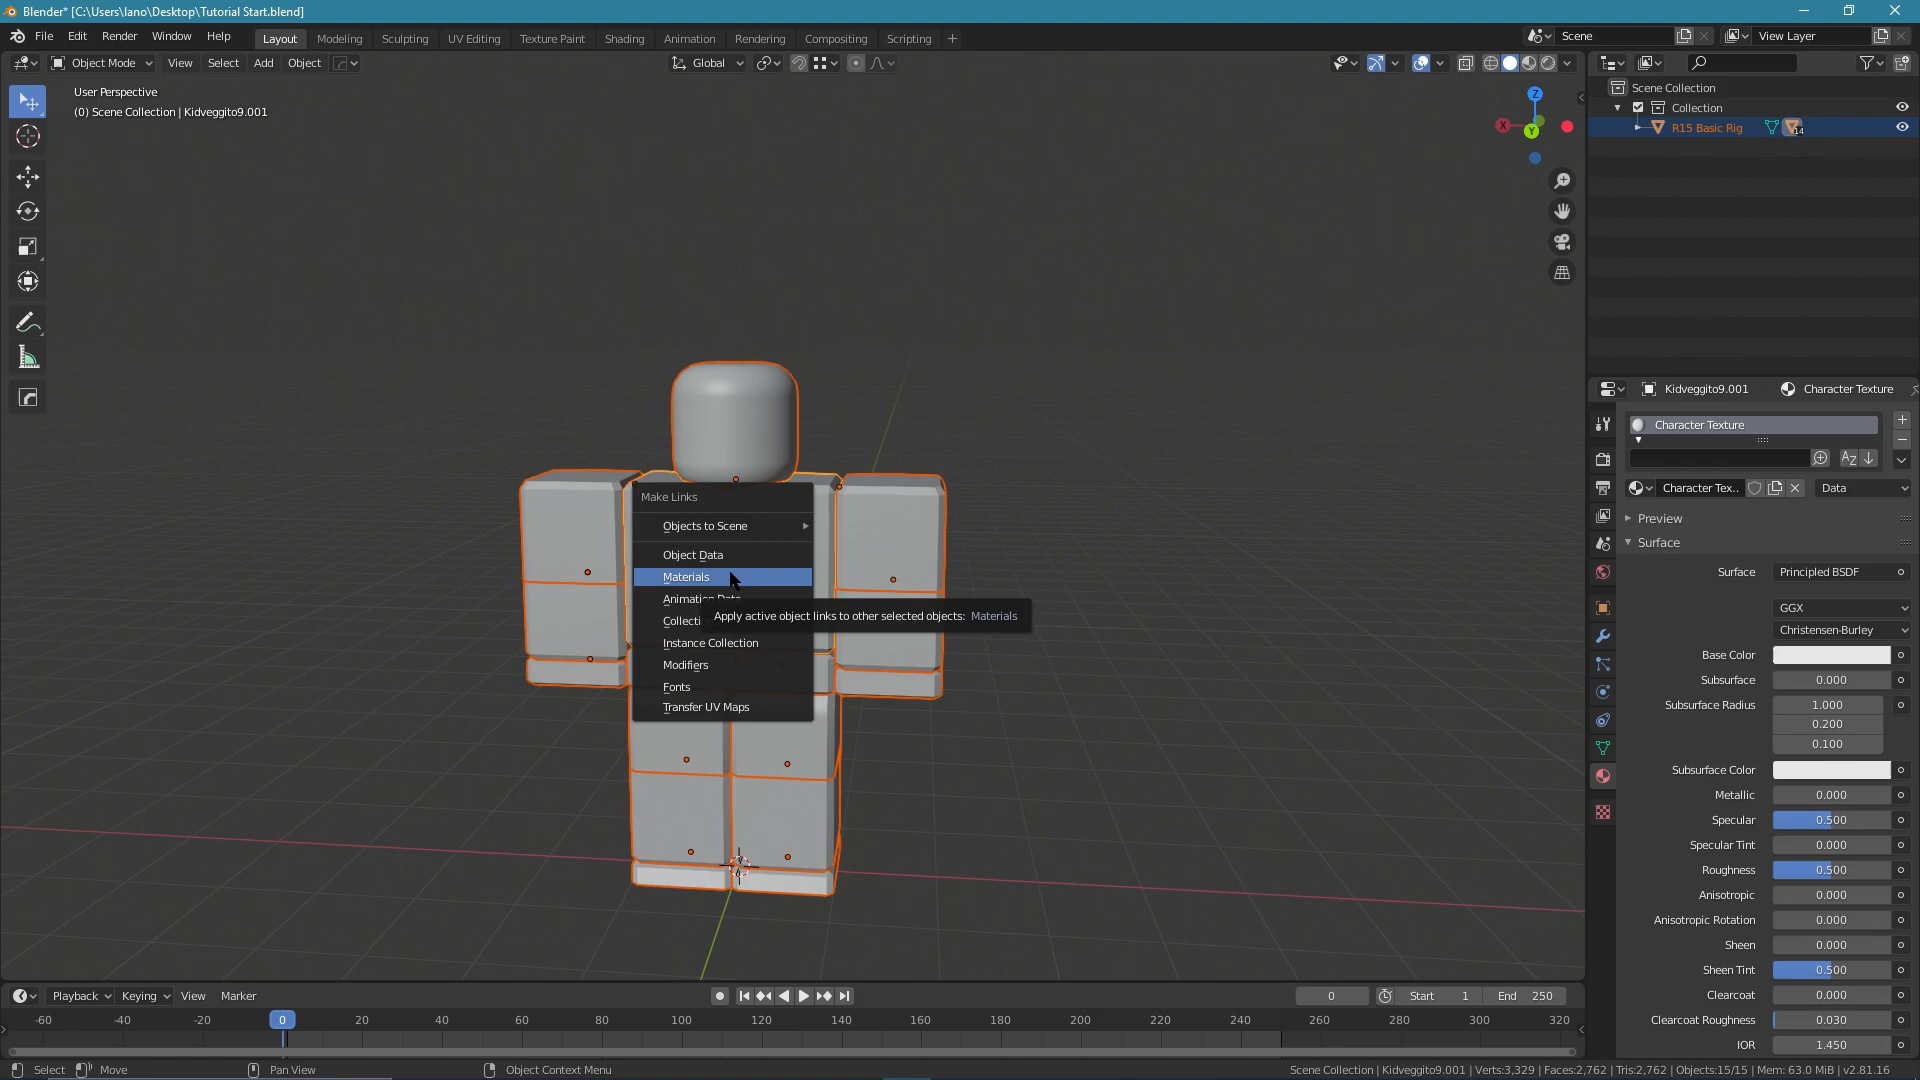 Blender* [C:\Users\Iano\Desktop\Tutorial Start.blend]
File Edit Render Window Help Layout Modeling Sculpting UV Editing Texture Paint Shading Animation Rendering Compositing Scripting + Scene View Layer
Object Mode View Select Add Object Global
User Perspective
(0) Scene Collection | Kidveggito9.001
Z
X
Y
Scene Collection
Collection
R15 Basic Rig 14
Kidveggito9.001 Character Texture
Character Texture
Character Tex.. Data
Preview
Surface
Surface Principled BSDF
GGX
Christensen-Burley
Base Color
Subsurface 0.000
Subsurface Radius 1.000
0.200
0.100
Subsurface Color
Metallic 0.000
Specular 0.500
Specular Tint 0.000
Roughness 0.500
Anisotropic 0.000
Anisotropic Rotation 0.000
Sheen 0.000
Sheen Tint 0.500
Clearcoat 0.000
Clearcoat Roughness 0.030
IOR 1.450
Make Links
Objects to Scene
Object Data
Materials
Animation Data
Collecti
Instance Collection
Modifiers
Fonts
Transfer UV Maps
Apply active object links to other selected objects: Materials
Playback Keying View Marker 0 Start 1 End 250
-60 -40 -20 0 20 40 60 80 100 120 140 160 180 200 220 240 260 280 300 320
Select Move Pan View Object Context Menu Scene Collection | Kidveggito9.001 | Verts:3,329 | Faces:2,762 | Tris:2,762 | Objects:15/15 | Mem: 63.0 MiB | v2.81.16